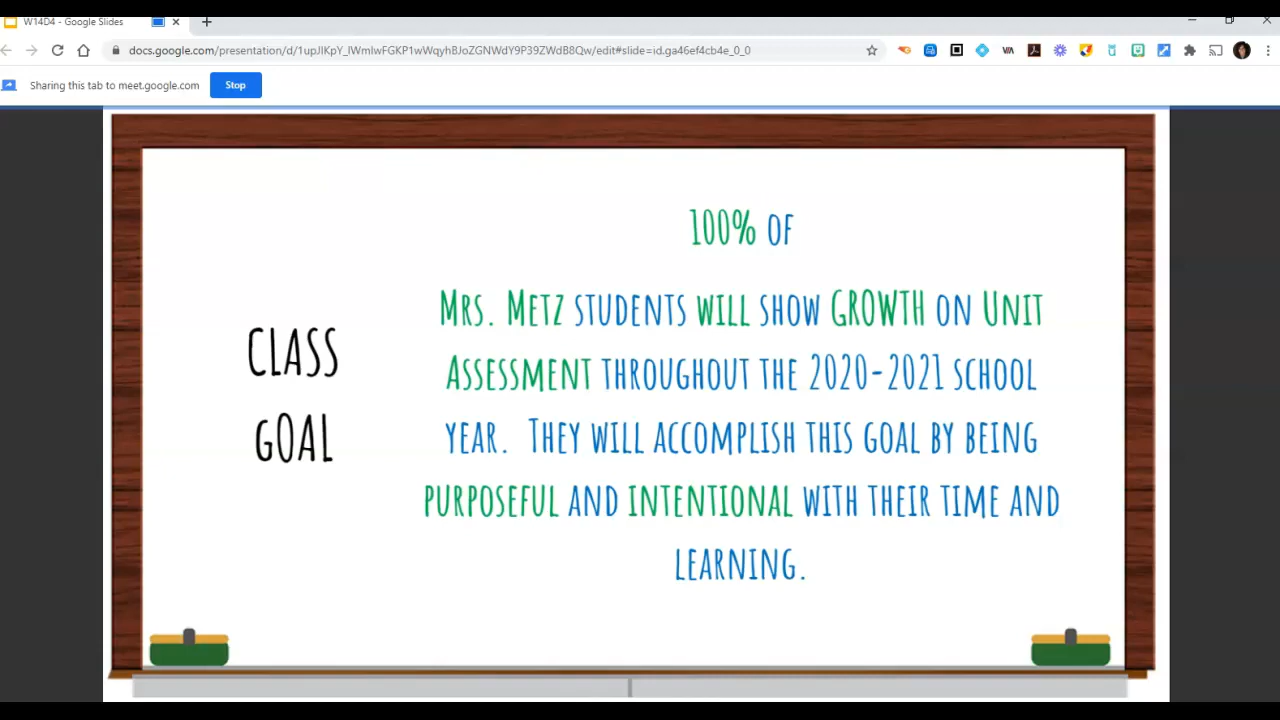 W14D4 - Google Slides
docs.google.com/presentation/d/1upJIKpY_lWmlwFGKP1wWqyhBJoZGNWdY9P39ZWdB8Qw/edit#slide=id.ga46ef4cb4e_0_0
Sharing this tab to meet.google.com
Stop
CLASS
gOAL
100% OF
MRS. METZ STUDENTS WILL SHOW GROWTH ON UNIT
ASSESSMENT THROUGHOUT THE 2020-2021 SCHOOL
YEAR. THEY WILL ACCOMPLISH THIS GOAL BY BEING
PURPOSEFUL AND INTENTIONAL WITH THEIR TIME AND
LEARNING.